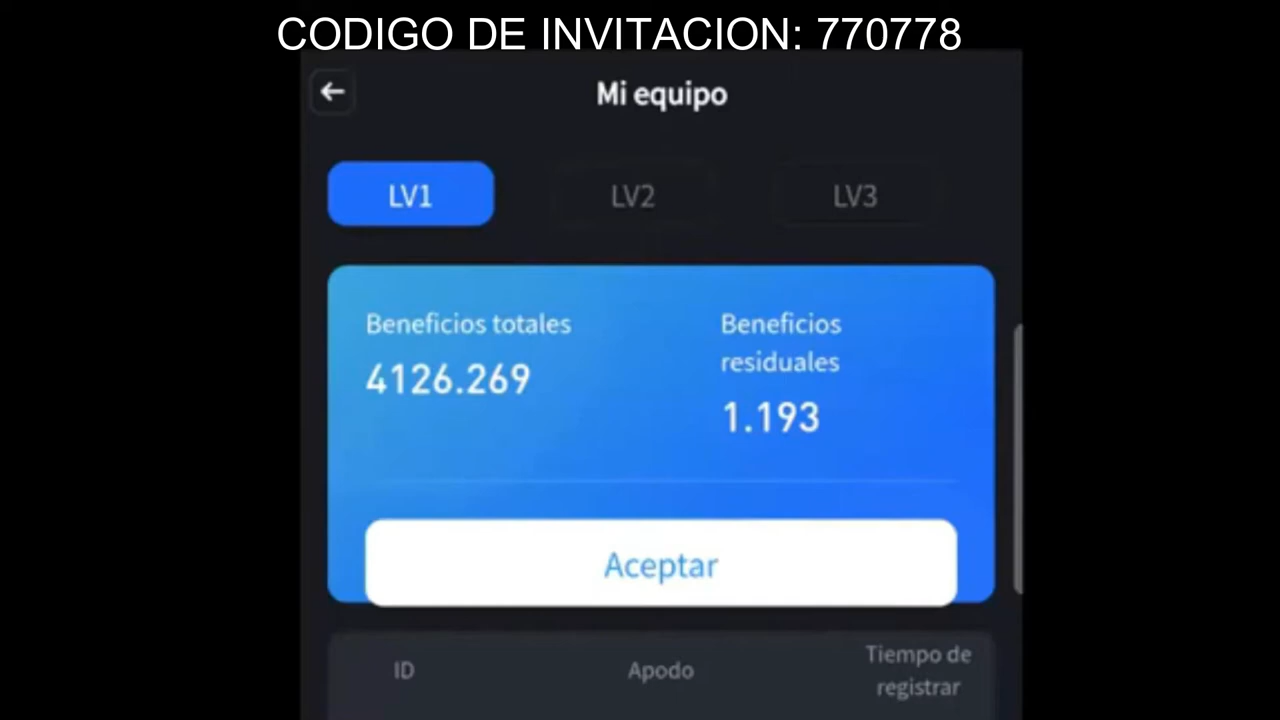 CODIGO DE INVITACION: 770778
Mi equipo
LV1 LV2 LV3
Beneficios totales
4126.269
Beneficios
residuales
1.193
Aceptar
ID Apodo Tiempo de
registrar